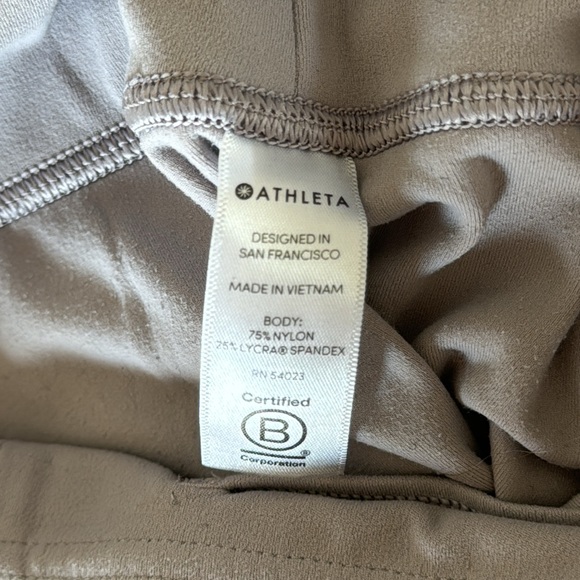 ATHLETA
DESIGNED IN
SAN FRANCISCO
MADE IN VIETNAM
BODY:
75% NYLON
25% LYCRA® SPANDEX
RN 54023
Certified
B
®
Corporation